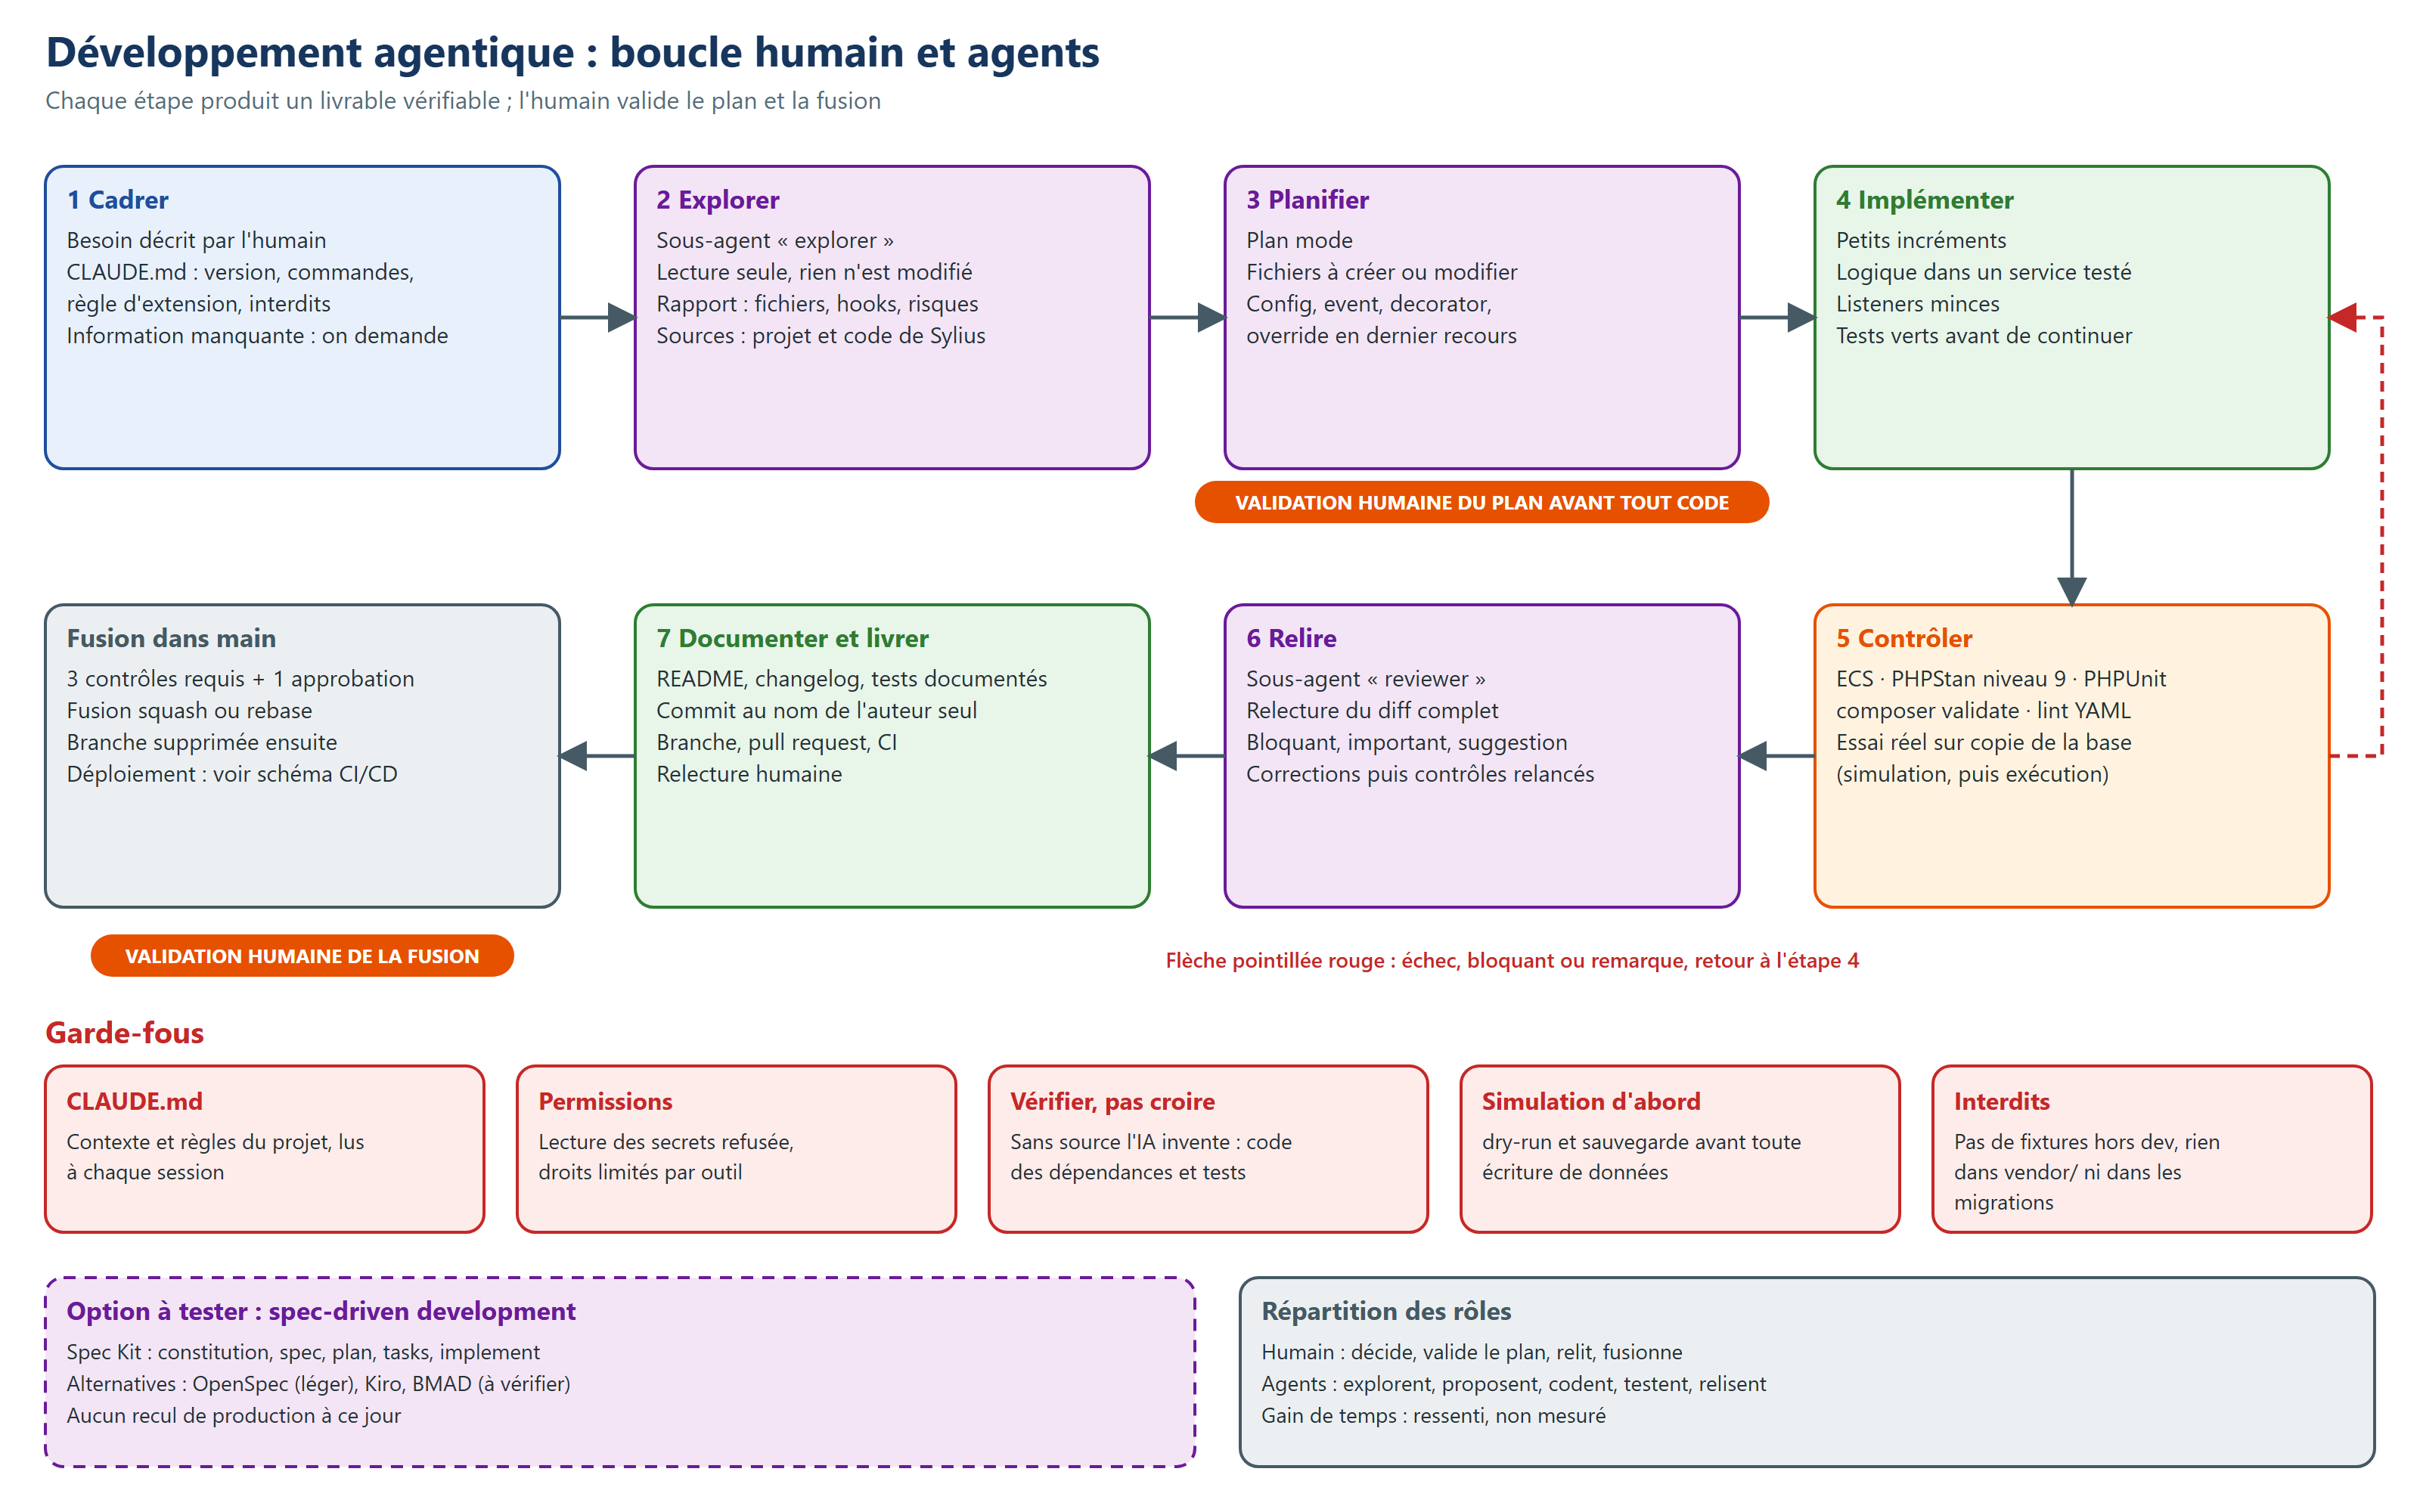 Développement agentique : boucle humain et agents
Chaque étape produit un livrable vérifiable ; l'humain valide le plan et la fusion
1 Cadrer
Besoin décrit par l'humain
CLAUDE.md : version, commandes,
règle d'extension, interdits
Information manquante : on demande
2 Explorer
Sous-agent « explorer »
Lecture seule, rien n'est modifié
Rapport : fichiers, hooks, risques
Sources : projet et code de Sylius
3 Planifier
Plan mode
Fichiers à créer ou modifier
Config, event, decorator,
override en dernier recours
VALIDATION HUMAINE DU PLAN AVANT TOUT CODE
4 Implémenter
Petits incréments
Logique dans un service testé
Listeners minces
Tests verts avant de continuer
5 Contrôler
ECS · PHPStan niveau 9 · PHPUnit
composer validate · lint YAML
Essai réel sur copie de la base
(simulation, puis exécution)
6 Relire
Sous-agent « reviewer »
Relecture du diff complet
Bloquant, important, suggestion
Corrections puis contrôles relancés
7 Documenter et livrer
README, changelog, tests documentés
Commit au nom de l'auteur seul
Branche, pull request, CI
Relecture humaine
Fusion dans main
3 contrôles requis + 1 approbation
Fusion squash ou rebase
Branche supprimée ensuite
Déploiement : voir schéma CI/CD
VALIDATION HUMAINE DE LA FUSION
Flèche pointillée rouge : échec, bloquant ou remarque, retour à l'étape 4
Garde-fous
CLAUDE.md
Contexte et règles du projet, lus
à chaque session
Permissions
Lecture des secrets refusée,
droits limités par outil
Vérifier, pas croire
Sans source l'IA invente : code
des dépendances et tests
Simulation d'abord
dry-run et sauvegarde avant toute
écriture de données
Interdits
Pas de fixtures hors dev, rien
dans vendor/ ni dans les
migrations
Option à tester : spec-driven development
Spec Kit : constitution, spec, plan, tasks, implement
Alternatives : OpenSpec (léger), Kiro, BMAD (à vérifier)
Aucun recul de production à ce jour
Répartition des rôles
Humain : décide, valide le plan, relit, fusionne
Agents : explorent, proposent, codent, testent, relisent
Gain de temps : ressenti, non mesuré